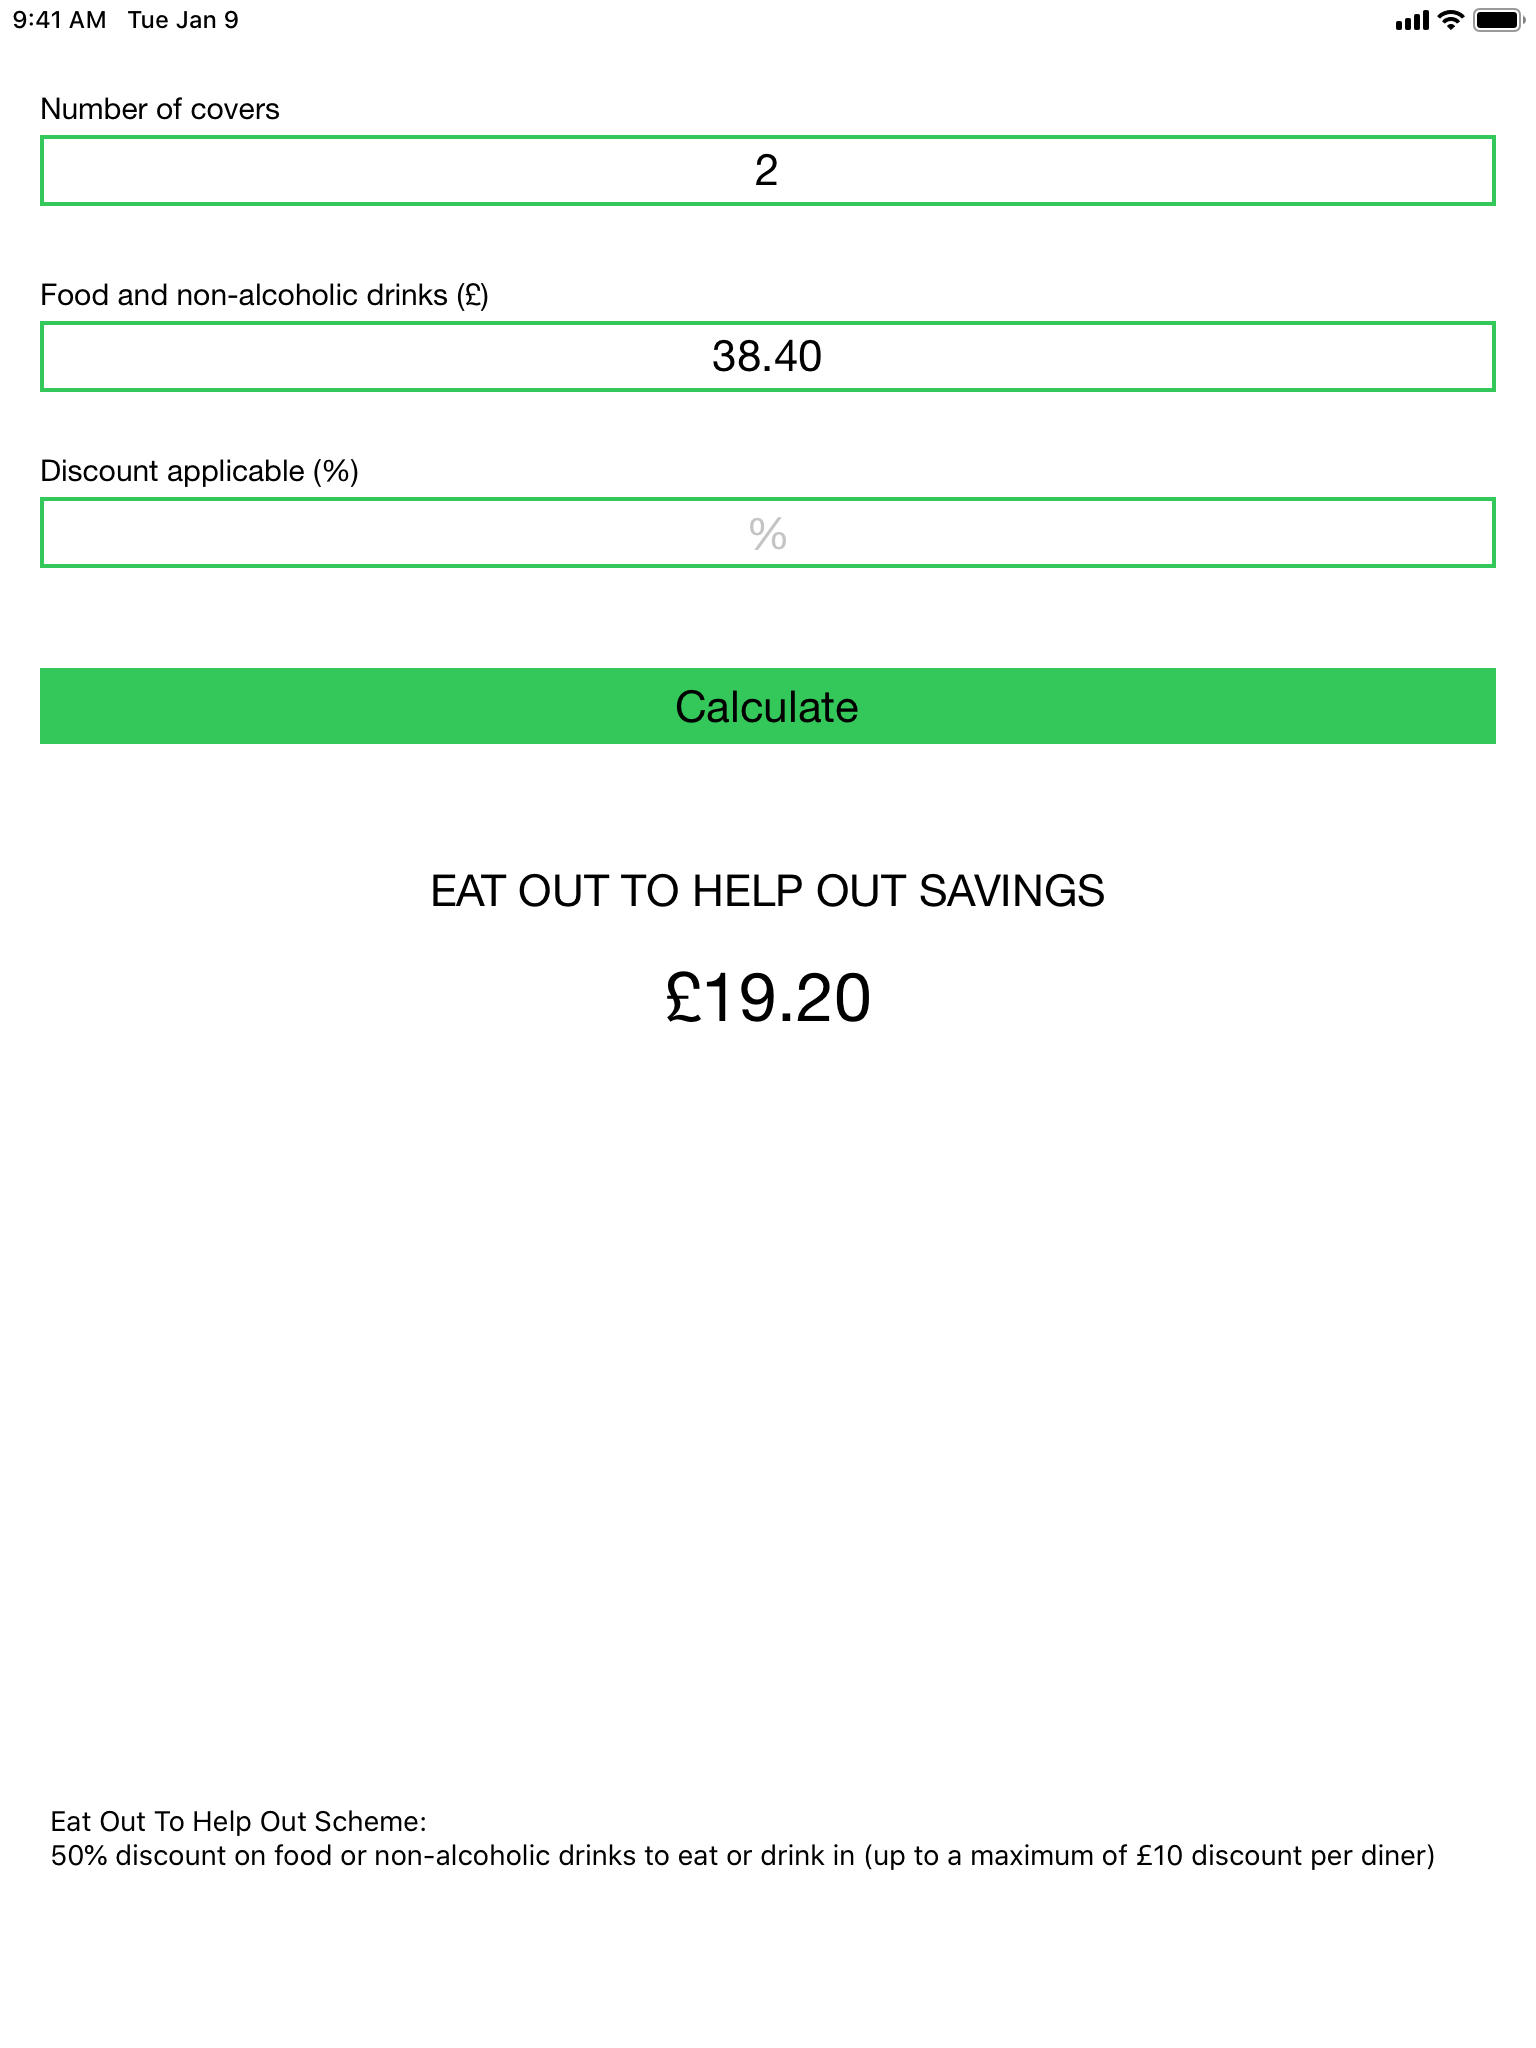 9:41 AM Tue Jan 9
Number of covers
2
Food and non-alcoholic drinks (£)
38.40
Discount applicable (%)
%
Calculate
EAT OUT TO HELP OUT SAVINGS
£19.20
Eat Out To Help Out Scheme:
50% discount on food or non-alcoholic drinks to eat or drink in (up to a maximum of £10 discount per diner)